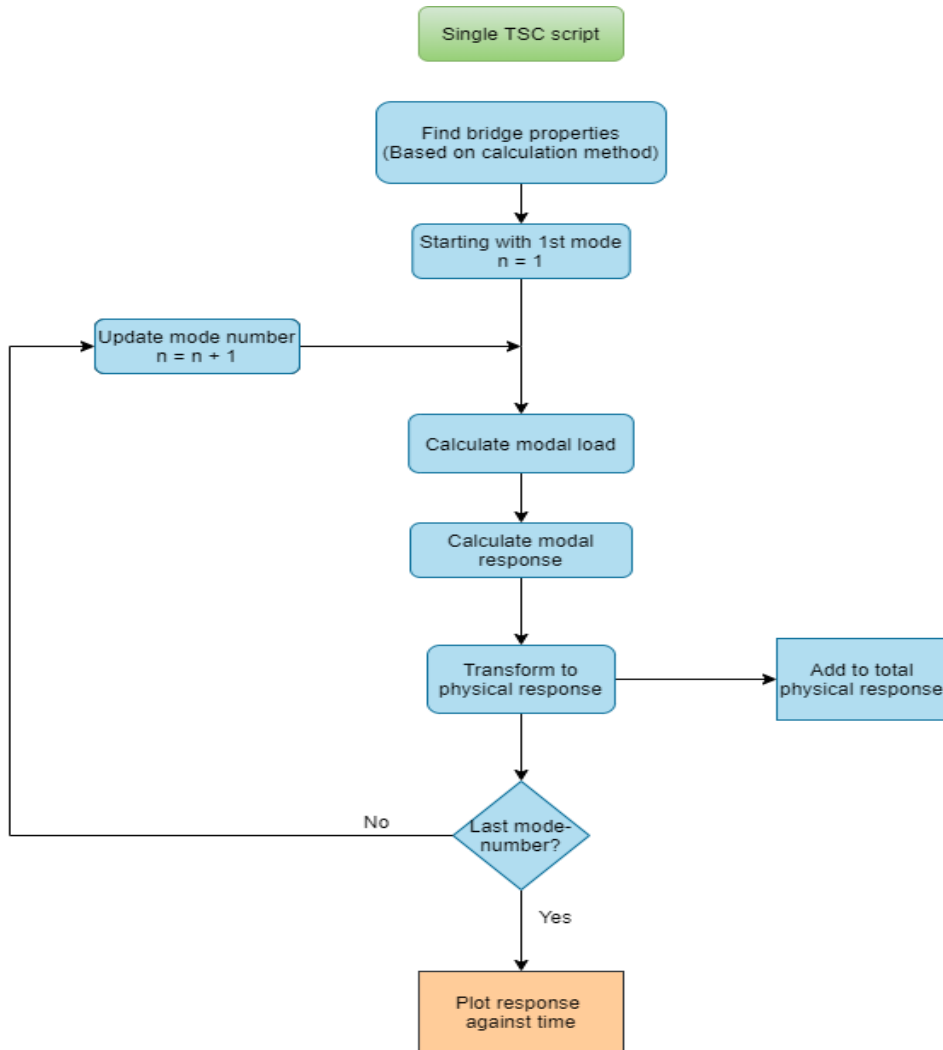 Single TSC script
Find bridge properties
(Based on calculation method)
Starting with 1st mode
n = 1
Update mode number
n = n + 1
Calculate modal load
Calculate modal
response
Transform to
physical response
Add to total
physical response
Last mode-
number?
No
Yes
Plot response
against time